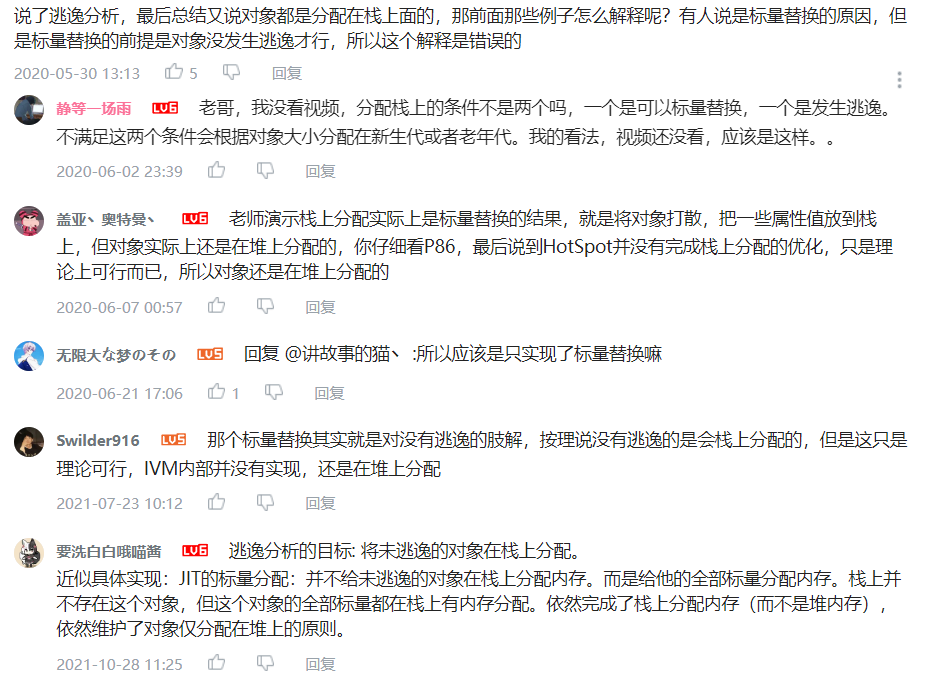 说了逃逸分析，最后总结又说对象都是分配在栈上面的，那前面那些例子怎么解释呢？有人说是标量替换的原因，但
是标量替换的前提是对象没发生逃逸才行，所以这个解释是错误的
2020-05-30 13:13 5 回复
静等一场雨 LV6 老哥，我没看视频，分配栈上的条件不是两个吗，一个是可以标量替换，一个是发生逃逸。
不满足这两个条件会根据对象大小分配在新生代或者老年代。我的看法，视频还没看，应该是这样。。
2020-06-02 23:39 回复
盖亚丶奥特曼丶 LV6 老师演示栈上分配实际上是标量替换的结果，就是将对象打散，把一些属性值放到栈
上，但对象实际上还是在堆上分配的，你仔细看P86，最后说到HotSpot并没有完成栈上分配的优化，只是理
论上可行而已，所以对象还是在堆上分配的
2020-06-07 00:57 回复
无限大な梦のその LV5 回复 @讲故事的猫丶 :所以应该是只实现了标量替换嘛
2020-06-21 17:06 1 回复
Swilder916 LV5 那个标量替换其实就是对没有逃逸的肢解，按理说没有逃逸的是会栈上分配的，但是这只是
理论可行，IVM内部并没有实现，还是在堆上分配
2021-07-23 10:12 回复
要洗白白哦喵酱 LV6 逃逸分析的目标: 将未逃逸的对象在栈上分配。
近似具体实现：JIT的标量分配：并不给未逃逸的对象在栈上分配内存。而是给他的全部标量分配内存。栈上并
不存在这个对象，但这个对象的全部标量都在栈上有内存分配。依然完成了栈上分配内存（而不是堆内存），
依然维护了对象仅分配在堆上的原则。
2021-10-28 11:25 回复